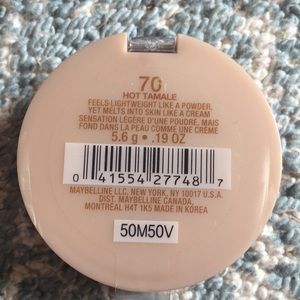 70
HOT TAMALE
FEELS LIGHTWEIGHT LIKE A POWDER,
YET MELTS INTO SKIN LIKE A CREAM
SENSATION LÉGÈRE D'UNE POUDRE, MAIS
FOND DANS LA PEAU COMME UNE CRÈME
5.6 g • .19 OZ
0 41554 27748 7
MAYBELLINE LLC, NEW YORK, NY 10017 U.S.A.
DIST. MAYBELLINE CANADA,
MONTREAL H4T 1K5 MADE IN KOREA
50M50V